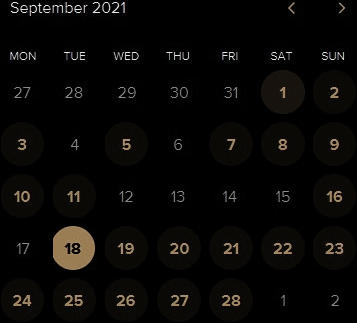 September 2021
MON TUE WED THU FRI SAT SUN
27 28 29 30 31 1 2
3 4 5 6 7 8 9
10 11 12 13 14 15 16
17 18 19 20 21 22 23
24 25 26 27 28 1 2